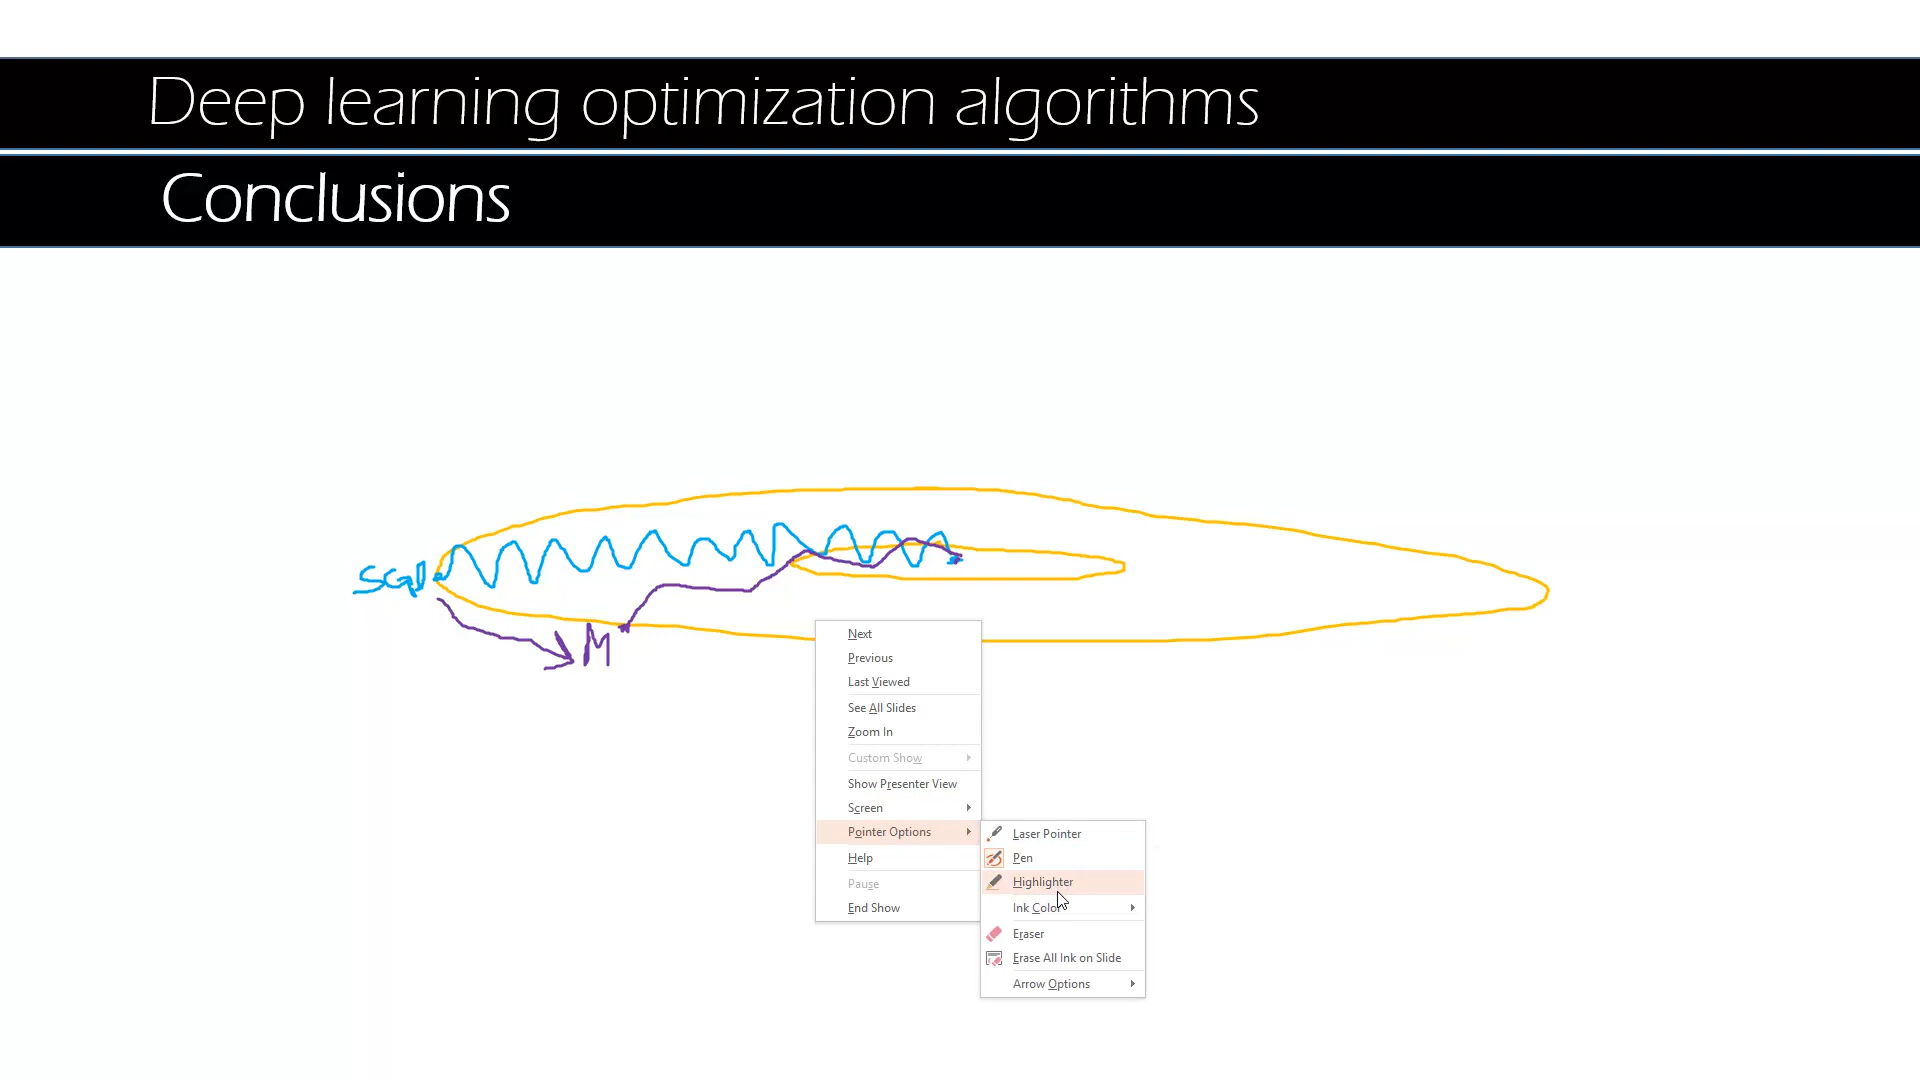 Deep learning optimization algorithms
Conclusions
SGD
M
Next
Previous
Last Viewed
See All Slides
Zoom In
Custom Show
Show Presenter View
Screen
Pointer Options
Help
Pause
End Show
Laser Pointer
Pen
Highlighter
Ink Color
Eraser
Erase All Ink on Slide
Arrow Options